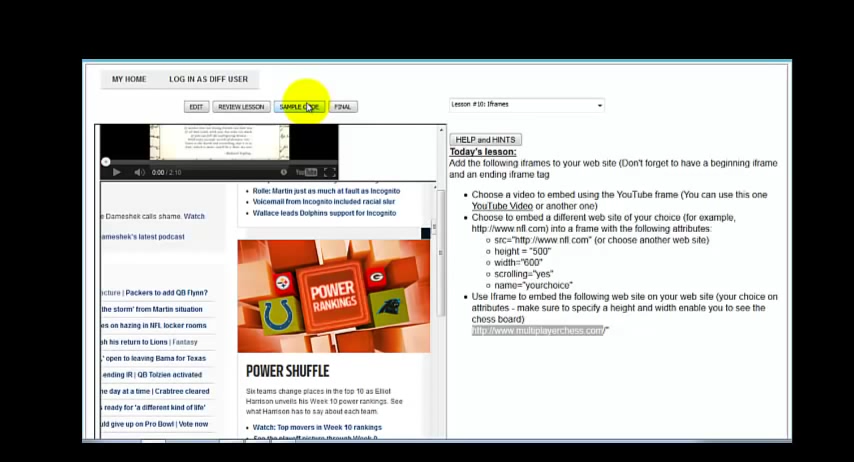 MY HOME
LOG IN AS DIFF USER
EDIT
REVIEW LESSON
SAMPLE CODE
FINAL
Lesson #10: Iframes
0:00 / 2:10
YouTube
• Rolle: Martin just as much at fault as Incognito
• Voicemail from Incognito included racial slur
• Wallace leads Dolphins support for Incognito
e Dameshek calls shame. Watch
ameshek's latest podcast
icture | Packers to add QB Flynn?
the storm' from Martin situation
es on hazing in NFL locker rooms
sh his return to Lions | Fantasy
,' open to leaving Bama for Texas
ending IR | QB Tolzien activated
he day at a time | Crabtree cleared
s ready for 'a different kind of life'
uld give up on Pro Bowl | Vote now
POWER
RANKINGS
POWER SHUFFLE
Six teams change places in the top 10 as Elliot
Harrison unveils his Week 10 power rankings. See
what Harrison has to say about each team.
• Watch: Top movers in Week 10 rankings
• See the playoff picture through Week 9
HELP and HINTS
Today's lesson:
Add the following iframes to your web site (Don't forget to have a beginning iframe
and an ending iframe tag
• Choose a video to embed using the YouTube frame (You can use this one
YouTube Video or another one)
• Choose to embed a different web site of your choice (for example,
http://www.nfl.com) into a frame with the following attributes:
o src="http://www.nfl.com" (or choose another web site)
o height = "500"
o width="600"
o scrolling="yes"
o name="yourchoice"
• Use Iframe to embed the following web site on your web site (your choice on
attributes - make sure to specify a height and width enable you to see the
chess board)
http://www.multiplayerchess.com/"